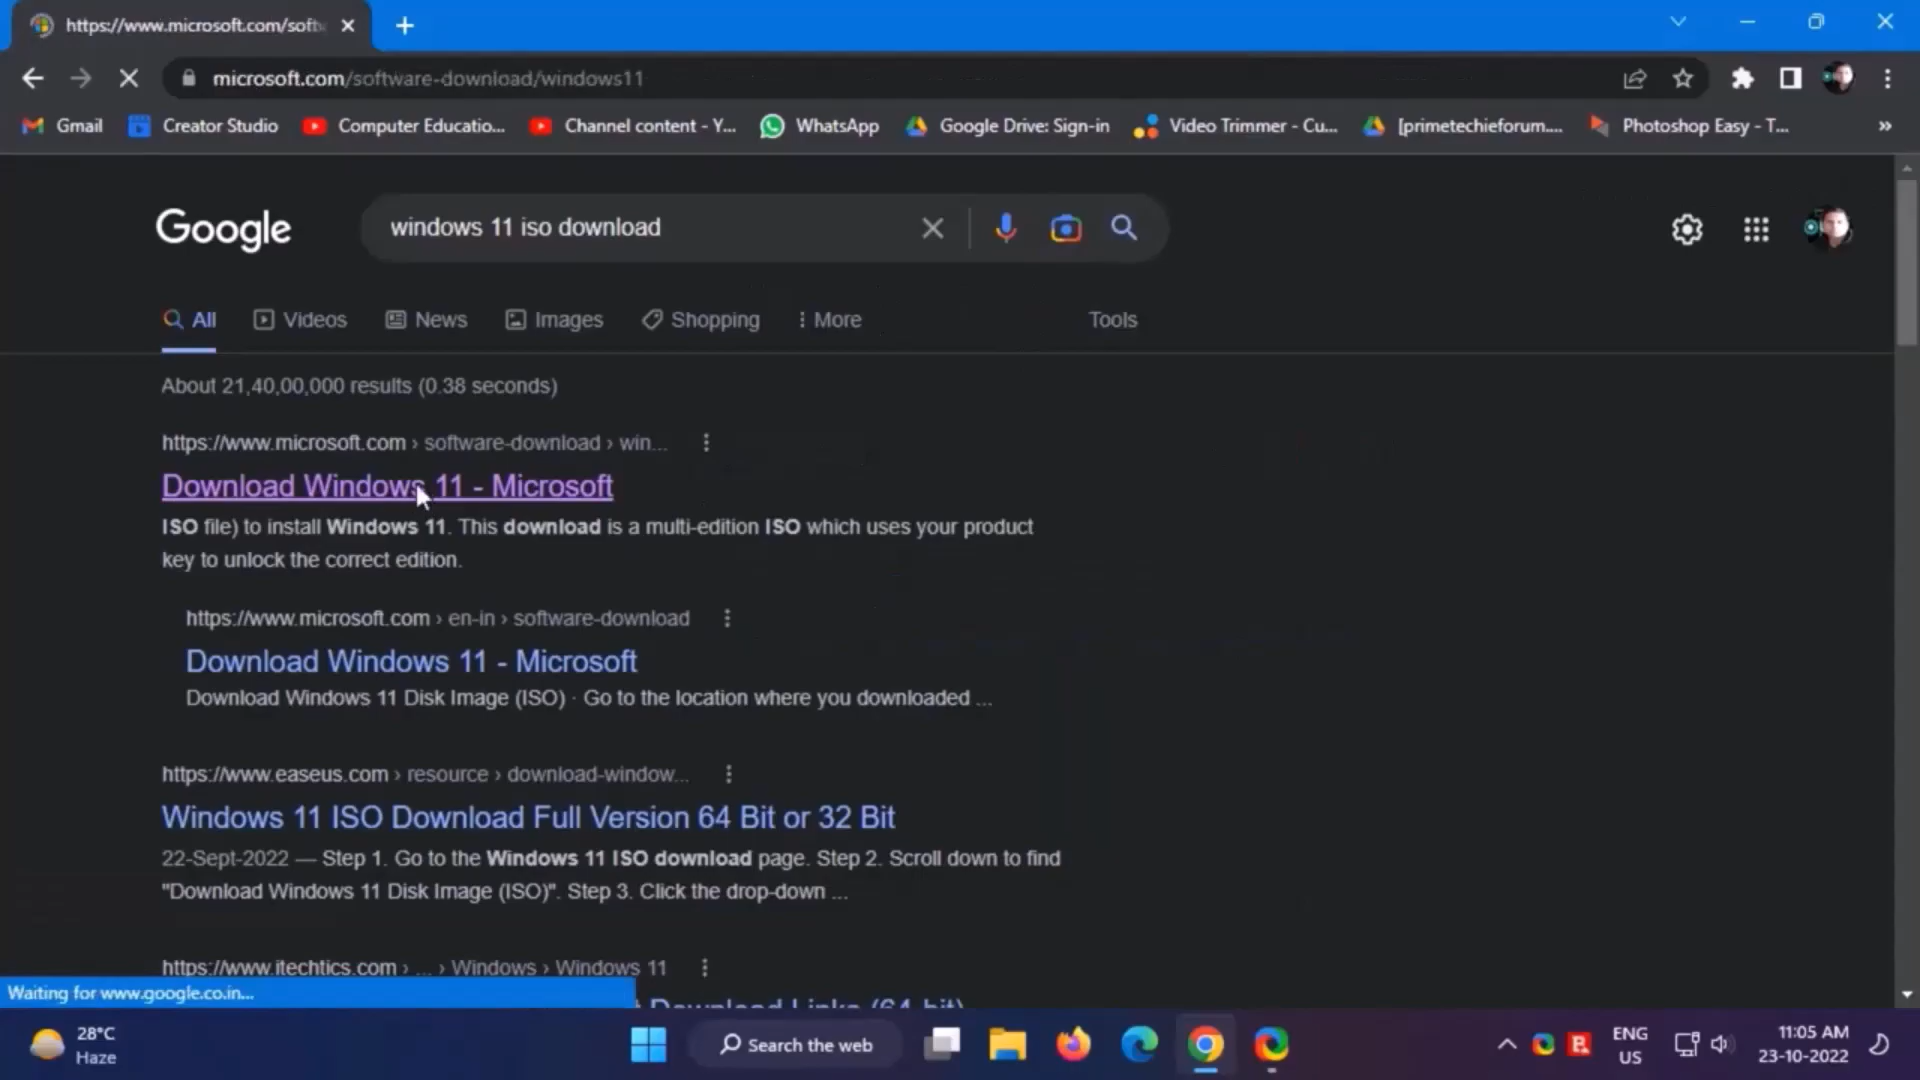 https://www.microsoft.com/soft
microsoft.com/software-download/windows11
Gmail
Creator Studio
Computer Educatio...
Channel content - Y...
WhatsApp
Google Drive: Sign-in
Video Trimmer - Cu...
[primetechieforum....
Photoshop Easy - T...
»
Google
windows 11 iso download
All
Videos
News
Images
Shopping
More
Tools
About 21,40,00,000 results (0.38 seconds)
https://www.microsoft.com › software-download › win...
Download Windows 11 - Microsoft
ISO file) to install Windows 11. This download is a multi-edition ISO which uses your product
key to unlock the correct edition.
https://www.microsoft.com › en-in › software-download
Download Windows 11 - Microsoft
Download Windows 11 Disk Image (ISO) · Go to the location where you downloaded ...
https://www.easeus.com › resource › download-window...
Windows 11 ISO Download Full Version 64 Bit or 32 Bit
22-Sept-2022 — Step 1. Go to the Windows 11 ISO download page. Step 2. Scroll down to find
"Download Windows 11 Disk Image (ISO)". Step 3. Click the drop-down ...
https://www.itechtics.com › ... › Windows › Windows 11
Download Links (64-bit)
Waiting for www.google.co.in...
28°C
Haze
Search the web
ENG
US
11:05 AM
23-10-2022